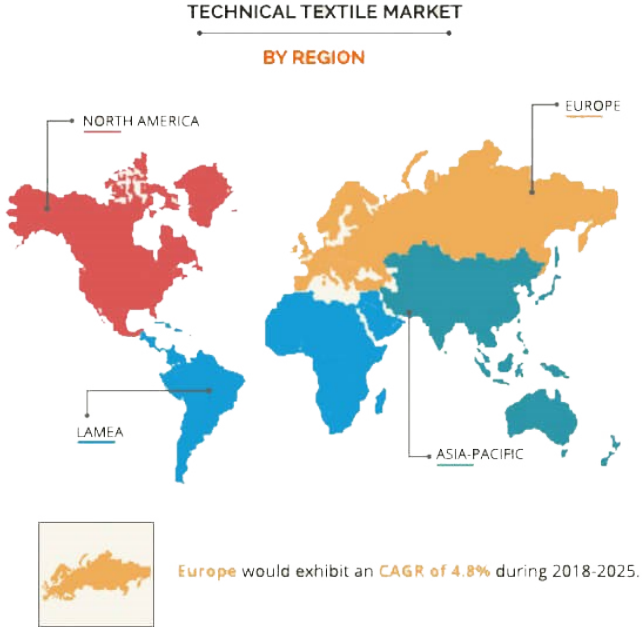 TECHNICAL TEXTILE MARKET
BY REGION
NORTH AMERICA
EUROPE
LAMEA
ASIA-PACIFIC
Europe would exhibit an CAGR of 4.8% during 2018-2025.